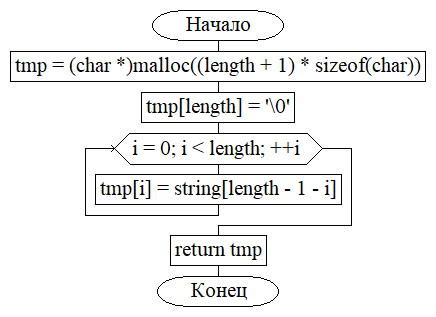 Начало
tmp = (char *)malloc((length + 1) * sizeof(char))
tmp[length] = '\0'
i = 0; i < length; ++i
tmp[i] = string[length - 1 - i]
return tmp
Конец